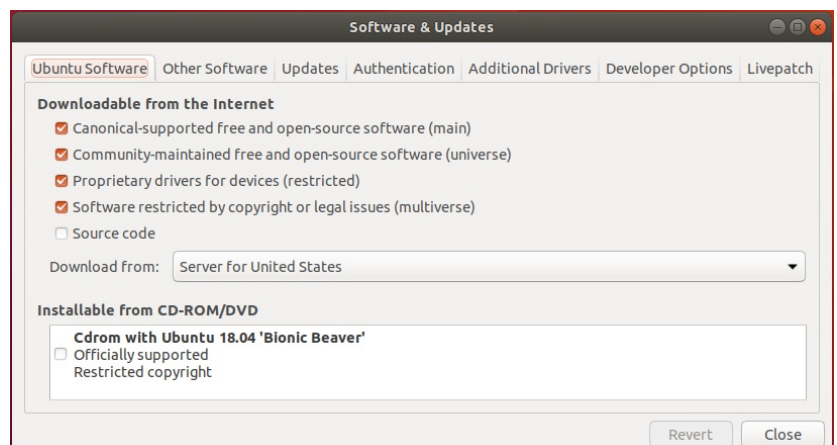 Software & Updates
Ubuntu Software Other Software Updates Authentication Additional Drivers Developer Options Livepatch
Downloadable from the Internet
Canonical-supported free and open-source software (main)
Community-maintained free and open-source software (universe)
Proprietary drivers for devices (restricted)
Software restricted by copyright or legal issues (multiverse)
Source code
Download from: Server for United States
Installable from CD-ROM/DVD
Cdrom with Ubuntu 18.04 'Bionic Beaver'
Officially supported
Restricted copyright
Revert Close